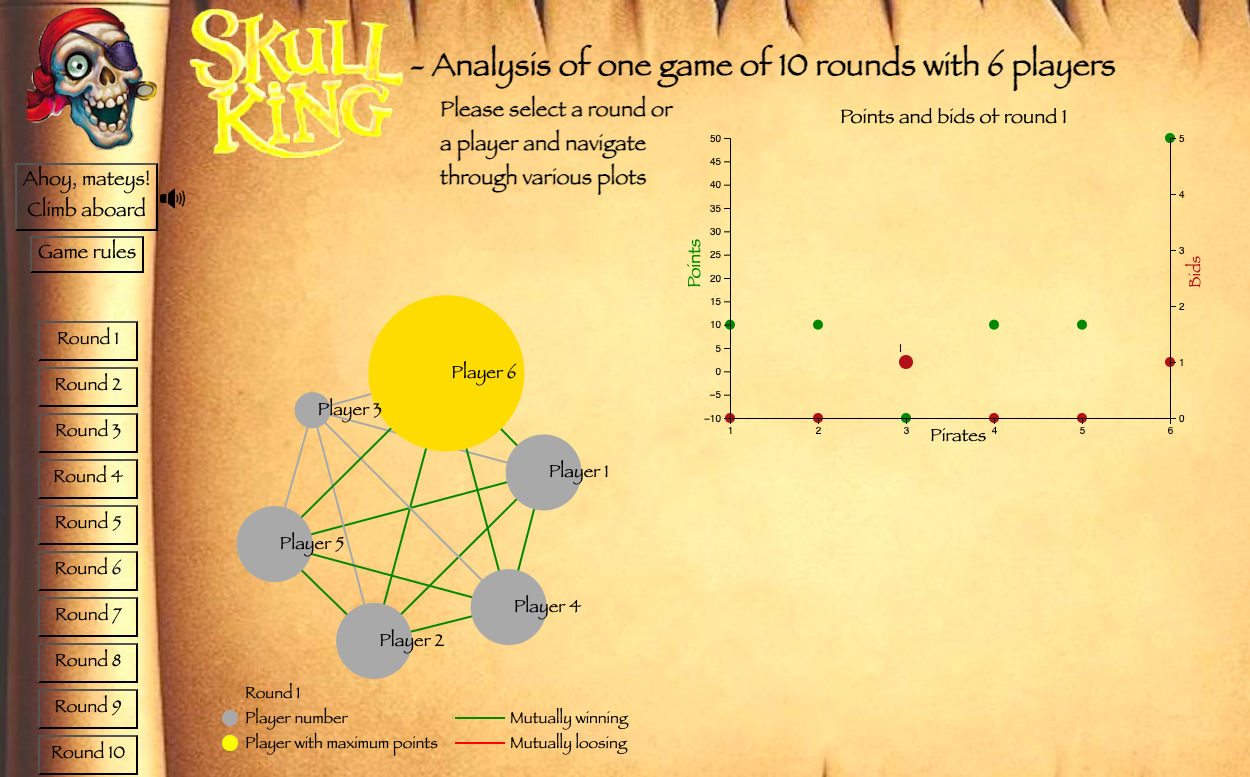 SKULL
KING
- Analysis of one game of 10 rounds with 6 players
Please select a round or
a player and navigate
through various plots
Ahoy, mateys!
Climb aboard
Game rules
Round 1
Round 2
Round 3
Round 4
Round 5
Round 6
Round 7
Round 8
Round 9
Round 10
Player 6
Player 3
Player 1
Player 5
Player 4
Player 2
Round 1
Player number
Player with maximum points
Mutually winning
Mutually loosing
Points and bids of round 1
Points
50
45
40
35
30
25
20
15
10
5
0
−5
−10
1
1
2
3
4
5
6
Pirates
5
4
3
2
1
0
Bids